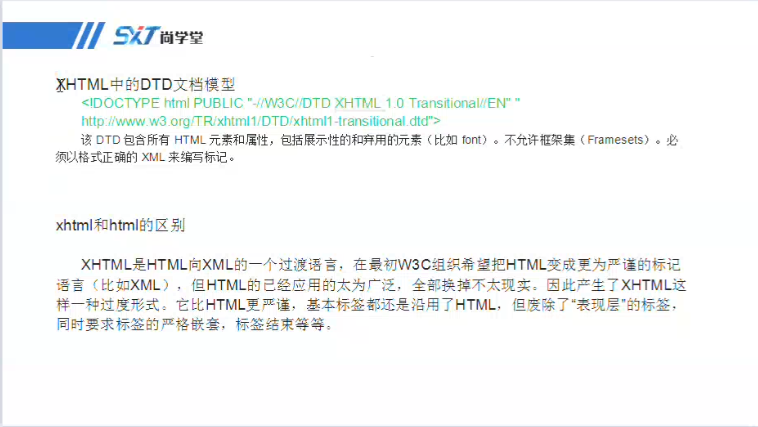 SXT尚学堂
XHTML中的DTD文档模型
<!DOCTYPE html PUBLIC "-//W3C//DTD XHTML 1.0 Transitional//EN" "
http://www.w3.org/TR/xhtml1/DTD/xhtml1-transitional.dtd">
该 DTD 包含所有 HTML 元素和属性，包括展示性的和弃用的元素（比如 font）。不允许框架集（Framesets）。必
须以格式正确的 XML 来编写标记。
xhtml和html的区别
XHTML是HTML向XML的一个过渡语言，在最初W3C组织希望把HTML变成更为严谨的标记
语言（比如XML），但HTML的已经应用的太为广泛，全部换掉不太现实。因此产生了XHTML这
样一种过度形式。它比HTML更严谨，基本标签都还是沿用了HTML，但废除了“表现层”的标签，
同时要求标签的严格嵌套，标签结束等等。